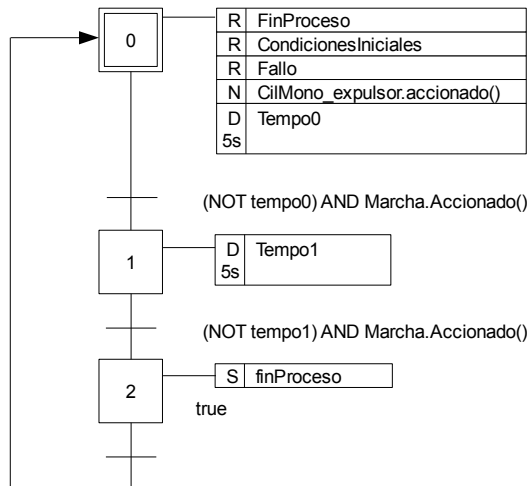 0
R FinProceso
R CondicionesIniciales
R Fallo
N CilMono_expulsor.accionado()
D Tempo0
5s
(NOT tempo0) AND Marcha.Accionado()
1
D Tempo1
5s
(NOT tempo1) AND Marcha.Accionado()
2
S finProceso
true